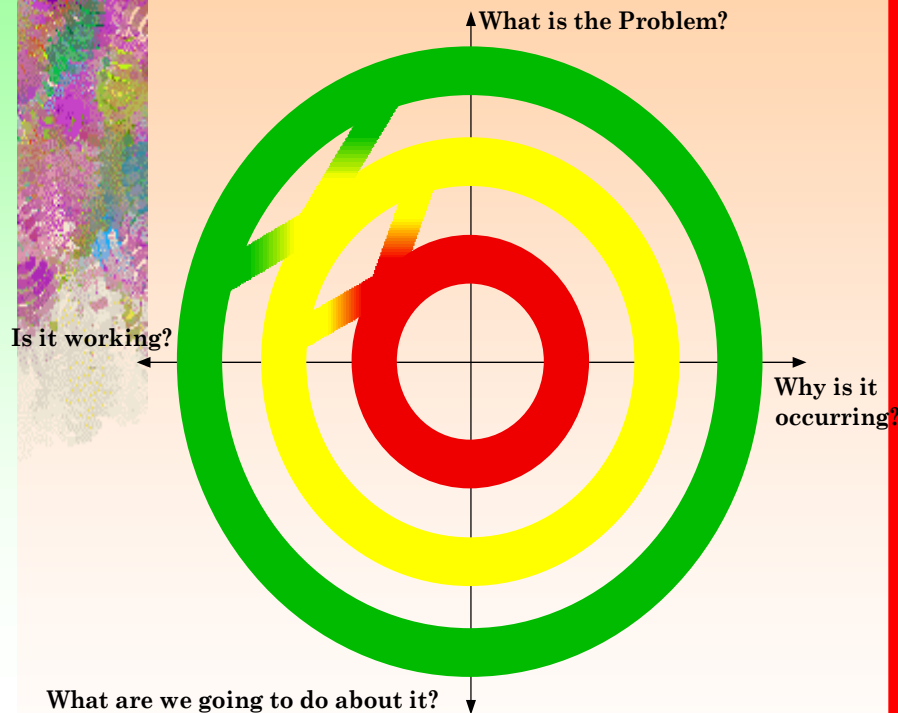 What is the Problem?
Is it working?
Why is it
occurring?
What are we going to do about it?